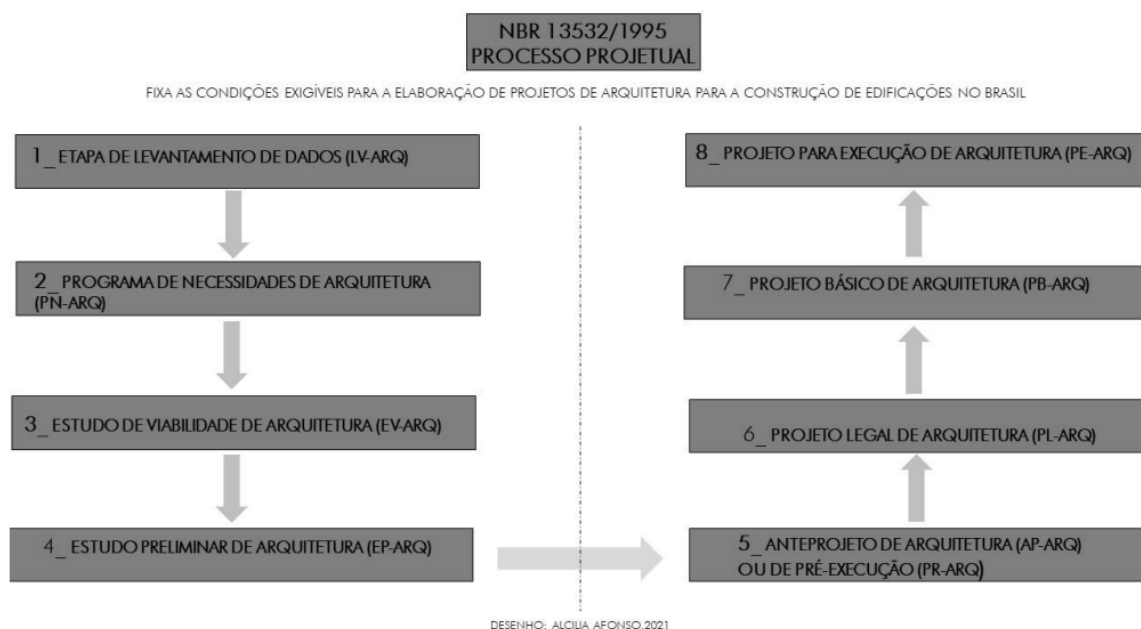 NBR 13532/1995
PROCESSO PROJETUAL
FIXA AS CONDIÇÕES EXIGÍVEIS PARA A ELABORAÇÃO DE PROJETOS DE ARQUITETURA PARA A CONSTRUÇÃO DE EDIFICAÇÕES NO BRASIL
1_ ETAPA DE LEVANTAMENTO DE DADOS (LV-ARQ)
2_ PROGRAMA DE NECESSIDADES DE ARQUITETURA
(PN-ARQ)
3_ ESTUDO DE VIABILIDADE DE ARQUITETURA (EV-ARQ)
4_ ESTUDO PRELIMINAR DE ARQUITETURA (EP-ARQ)
5_ ANTEPROJETO DE ARQUITETURA (AP-ARQ)
OU DE PRÉ-EXECUÇÃO (PR-ARQ)
6_ PROJETO LEGAL DE ARQUITETURA (PL-ARQ)
7_ PROJETO BÁSICO DE ARQUITETURA (PB-ARQ)
8_ PROJETO PARA EXECUÇÃO DE ARQUITETURA (PE-ARQ)
DESENHO: ALCILIA AFONSO.2021